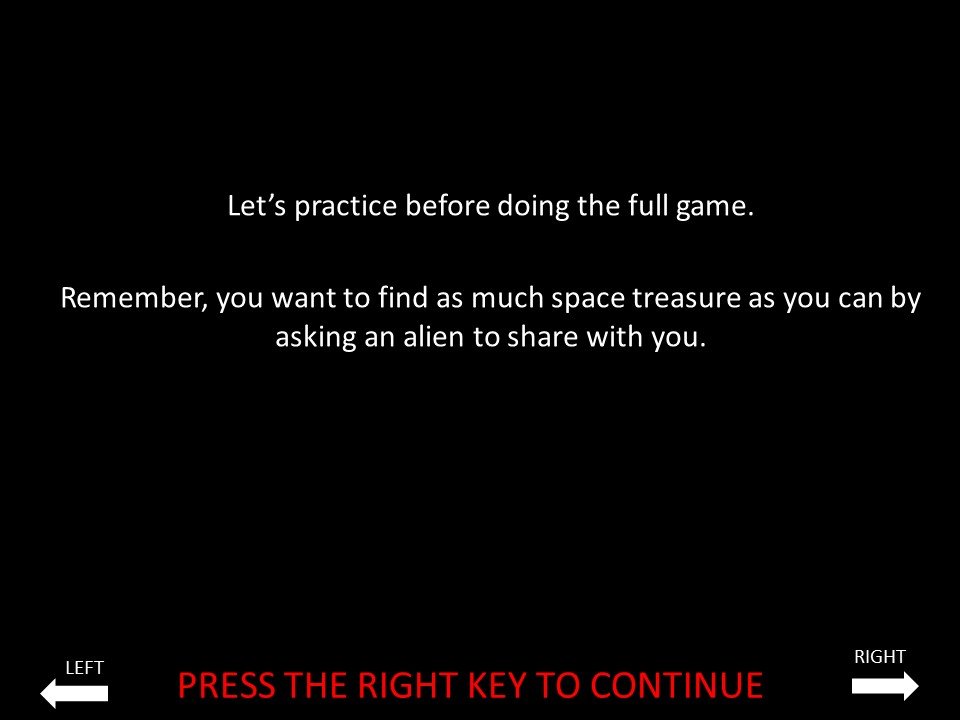 Let’s practice before doing the full game.
Remember, you want to find as much space treasure as you can by
asking an alien to share with you.
LEFT
PRESS THE RIGHT KEY TO CONTINUE
RIGHT